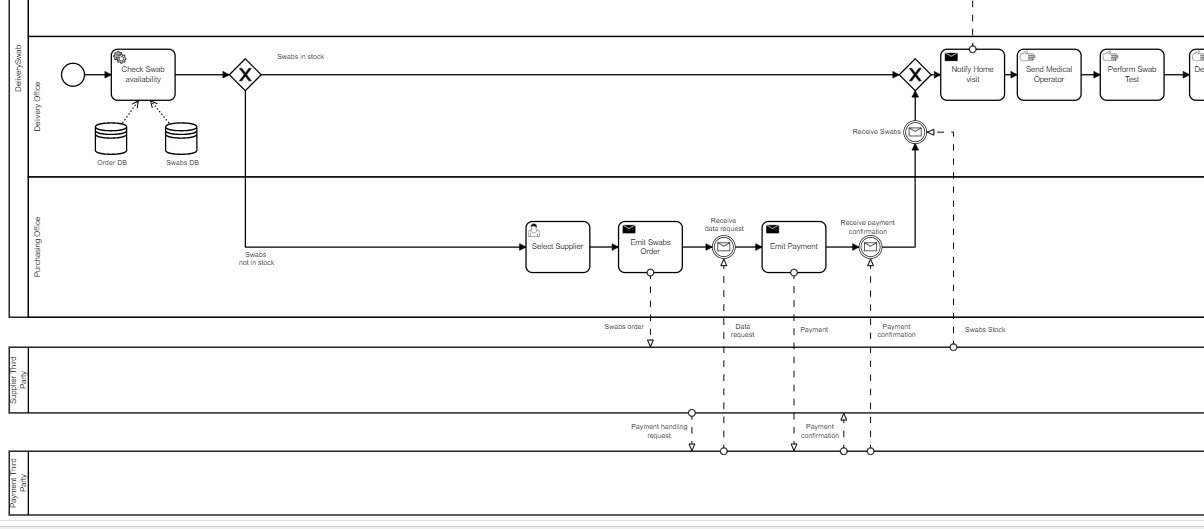 DeliverySwab
Delivery Office
Check Swab
availability
Order DB
Swabs DB
Swabs in stock
Receive Swabs
Notify Home
visit
Send Medical
Operator
Perform Swab
Test
De
Purchasing Office
Swabs
not in stock
Select Supplier
Emit Swabs
Order
Receive
data request
Emit Payment
Receive payment
confirmation
Swabs order
Data
request
Payment
Payment
confirmation
Swabs Stock
Supplier Third
Party
Payment handling
request
Payment
confirmation
Payment Third
Party